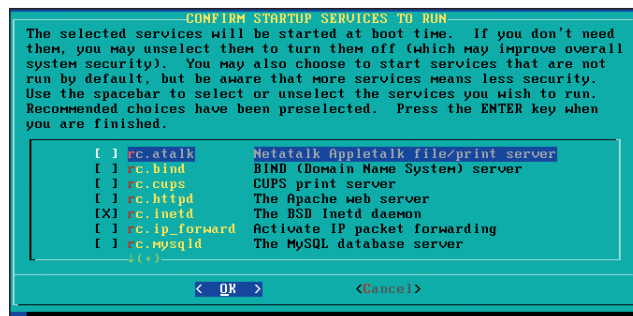 CONFIRM STARTUP SERVICES TO RUN
The selected services will be started at boot time.  If you don't need
them, you may unselect them to turn them off (which may improve overall
system security).  You may also choose to start services that are not
run by default, but be aware that more services means less security.
Use the spacebar to select or unselect the services you wish to run.
Recommended choices have been preselected.  Press the ENTER key when
you are finished.
[ ] rc.atalk Netatalk Appletalk file/print server
[ ] rc.bind BIND (Domain Name System) server
[ ] rc.cups CUPS print server
[ ] rc.httpd The Apache web server
[X] rc.inetd The BSD Inetd daemon
[ ] rc.ip_forward Activate IP packet forwarding
[ ] rc.mysqld The MySQL database server
↓(+)
< OK > <Cancel>